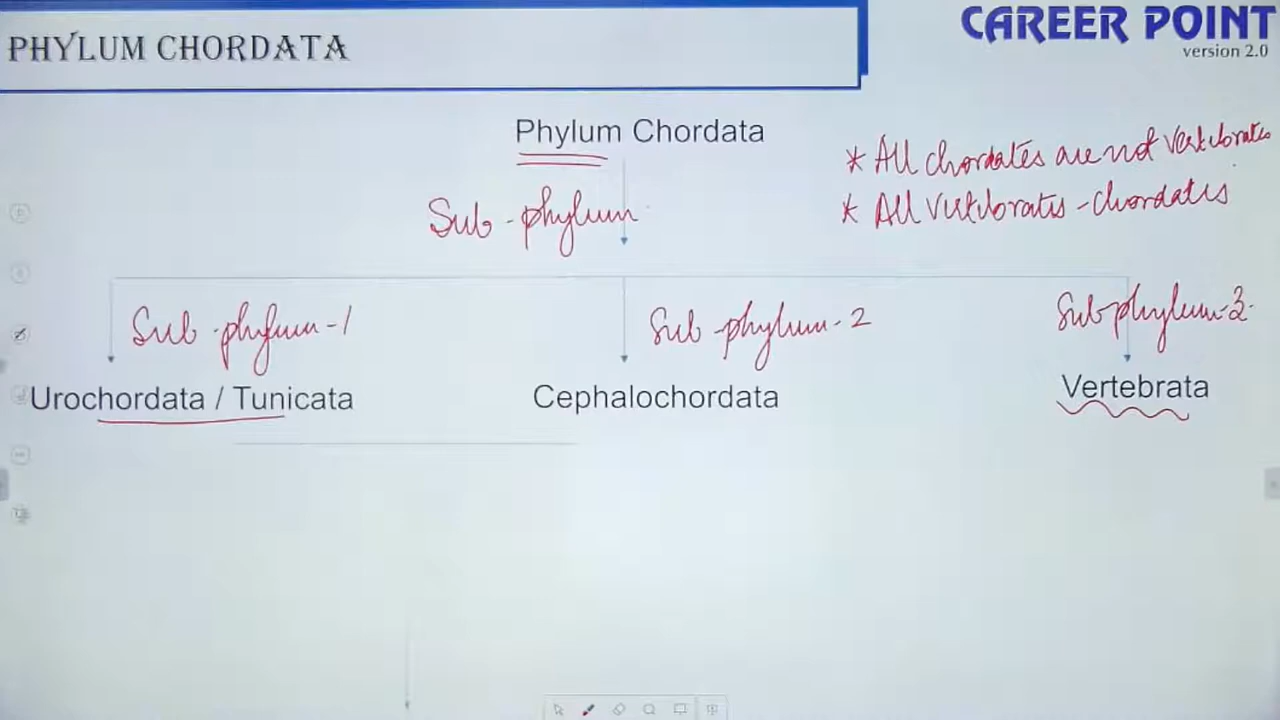 PHYLUM CHORDATA
CAREER POINT
version 2.0
Phylum Chordata
* All chordates are not Vertebrates
* All Vertebrates - chordates
Sub - phylum
Sub - phylum - 1
Sub phylum - 2
Sub phylum - 3
Urochordata / Tunicata
Cephalochordata
Vertebrata